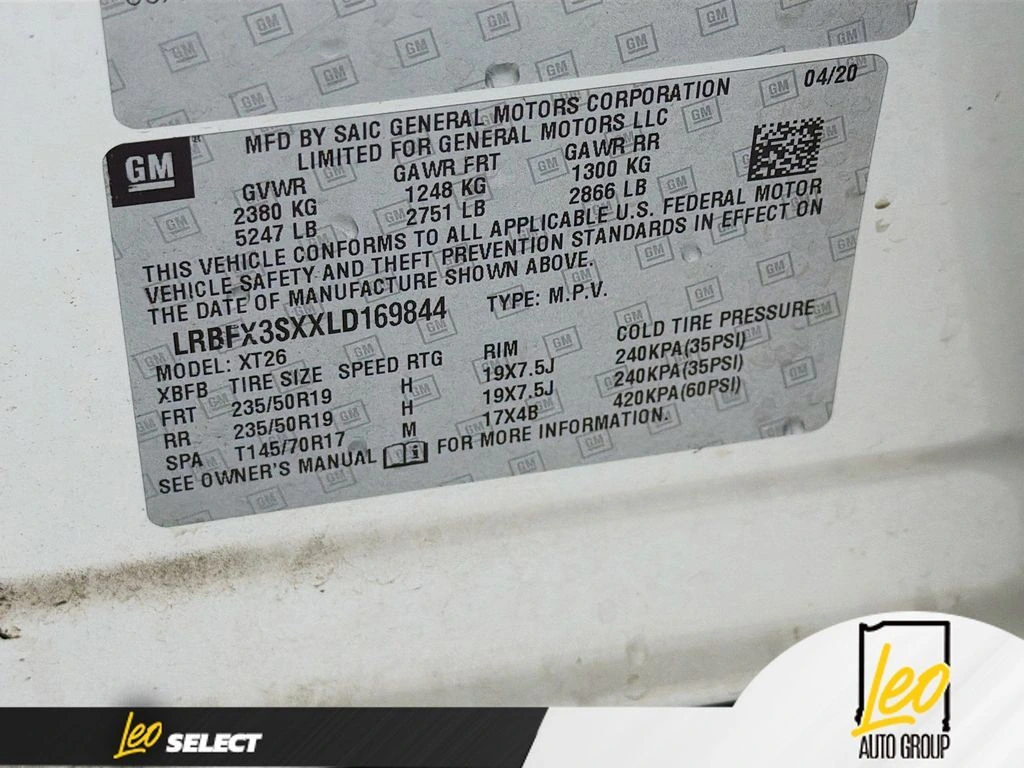 04/20
GM
MFD BY SAIC GENERAL MOTORS CORPORATION
LIMITED FOR GENERAL MOTORS LLC
GVWR GAWR FRT GAWR RR
2380 KG 1248 KG 1300 KG
5247 LB 2751 LB 2866 LB
THIS VEHICLE CONFORMS TO ALL APPLICABLE U.S. FEDERAL MOTOR
VEHICLE SAFETY AND THEFT PREVENTION STANDARDS IN EFFECT ON
THE DATE OF MANUFACTURE SHOWN ABOVE.
LRBFX3SXXLD169844 TYPE: M.P.V.
MODEL: XT26
XBFB TIRE SIZE SPEED RTG RIM COLD TIRE PRESSURE
FRT 235/50R19 H 19X7.5J 240KPA(35PSI)
RR 235/50R19 H 19X7.5J 240KPA(35PSI)
SPA T145/70R17 M 17X4B 420KPA(60PSI)
SEE OWNER'S MANUAL FOR MORE INFORMATION.
Leo SELECT
Leo
AUTO GROUP